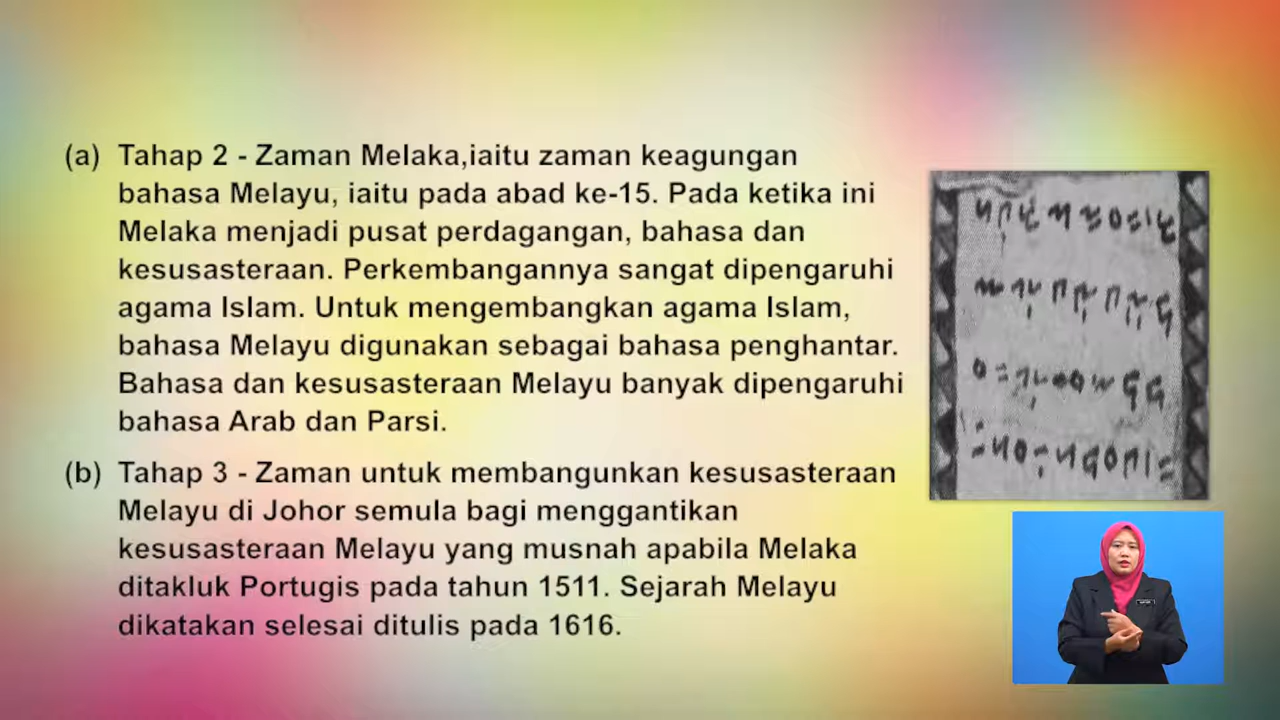 (a) Tahap 2 - Zaman Melaka,iaitu zaman keagungan
bahasa Melayu, iaitu pada abad ke-15. Pada ketika ini
Melaka menjadi pusat perdagangan, bahasa dan
kesusasteraan. Perkembangannya sangat dipengaruhi
agama Islam. Untuk mengembangkan agama Islam,
bahasa Melayu digunakan sebagai bahasa penghantar.
Bahasa dan kesusasteraan Melayu banyak dipengaruhi
bahasa Arab dan Parsi.
(b) Tahap 3 - Zaman untuk membangunkan kesusasteraan
Melayu di Johor semula bagi menggantikan
kesusasteraan Melayu yang musnah apabila Melaka
ditakluk Portugis pada tahun 1511. Sejarah Melayu
dikatakan selesai ditulis pada 1616.